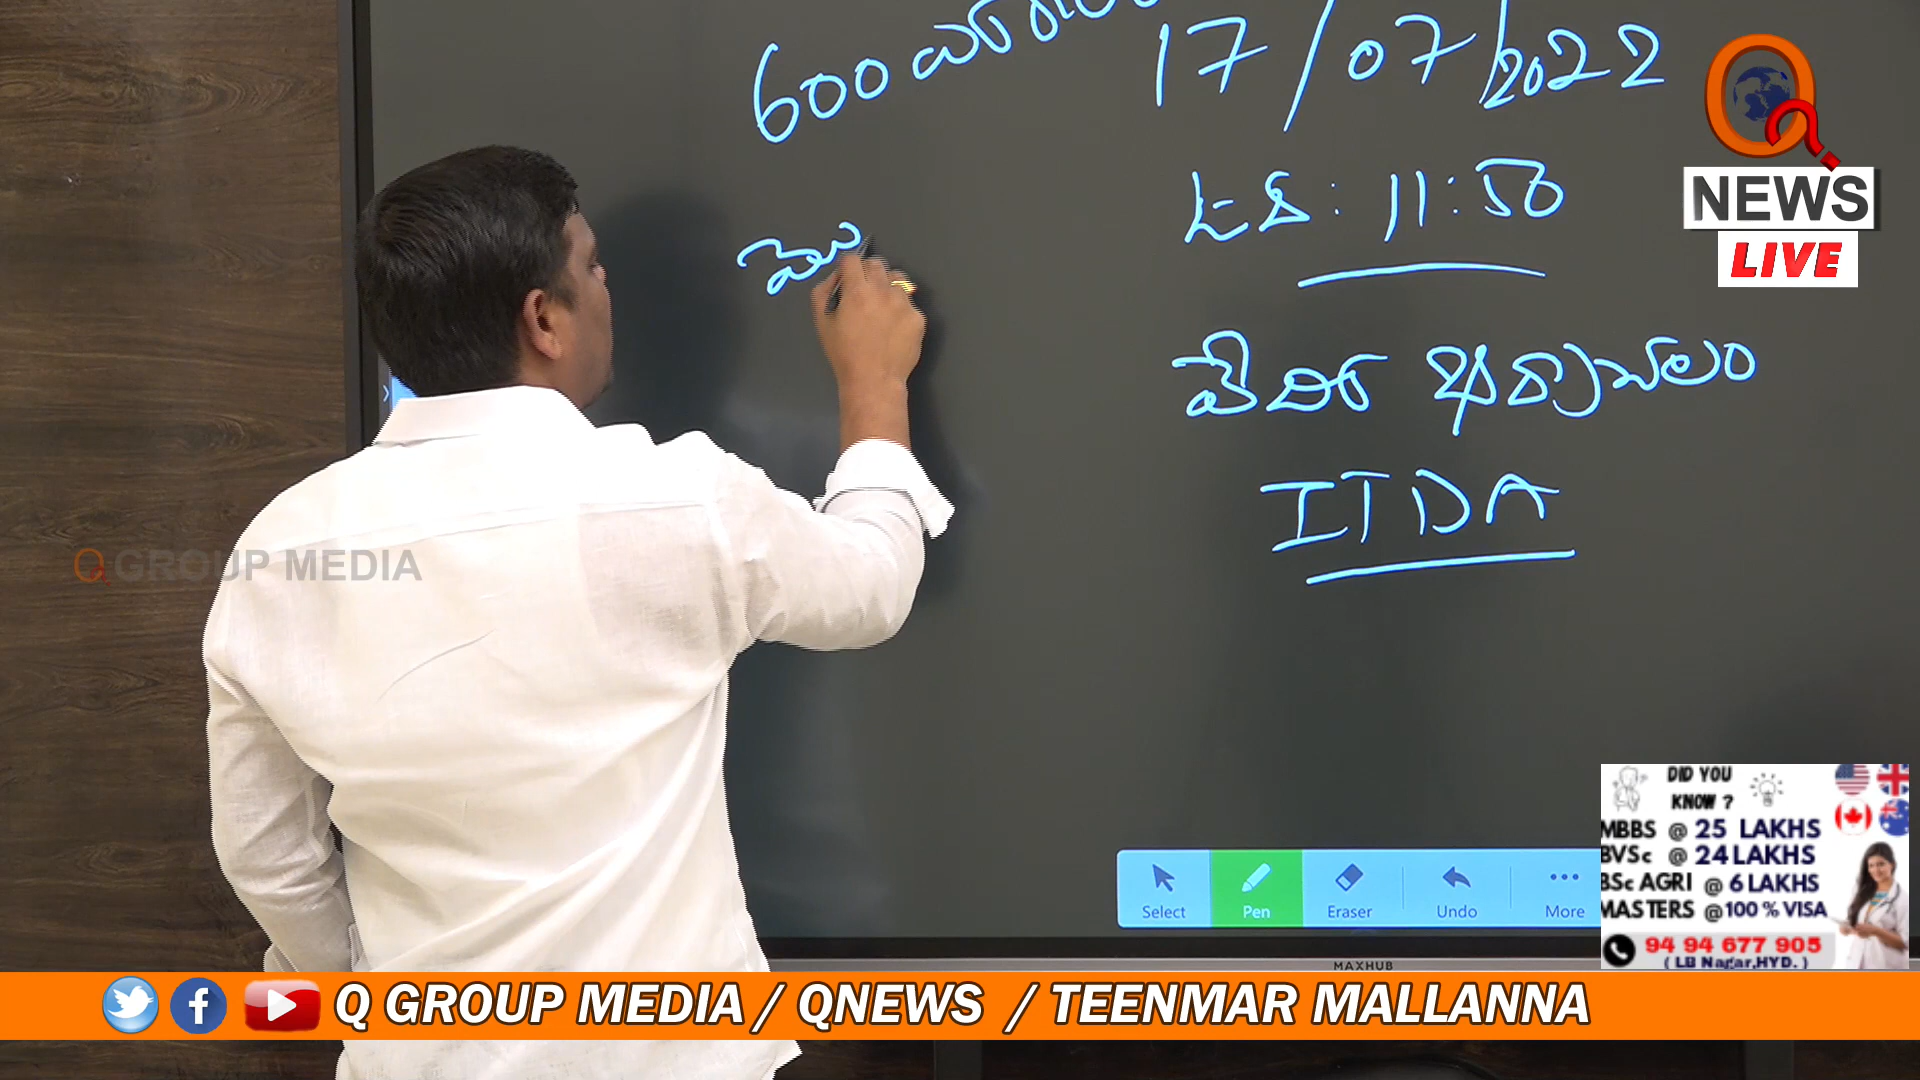 600
17/07/2022
11:50
ITDA
Q
NEWS
LIVE
Q GROUP MEDIA
Select Pen Eraser Undo More
MAXHUB
DID YOU
KNOW ?
MBBS @ 25 LAKHS
BVSc @ 24 LAKHS
BSc AGRI @ 6 LAKHS
MASTERS @ 100 % VISA
94 94 677 905
( LB Nagar,HYD. )
Q GROUP MEDIA / QNEWS / TEENMAR MALLANNA